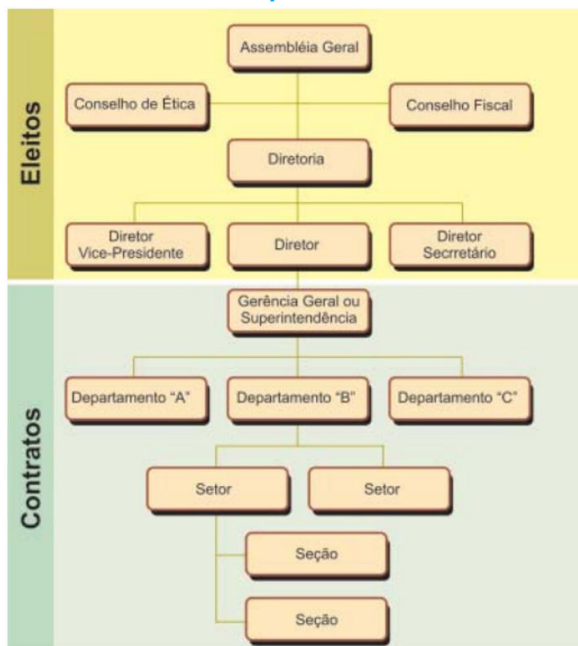 Eleitos
Assembléia Geral
Conselho de Ética
Conselho Fiscal
Diretoria
Diretor
Vice-Presidente
Diretor
Diretor
Secrretário
Contratos
Gerência Geral ou
Superintendência
Departamento “A”
Departamento “B”
Departamento “C”
Setor
Setor
Seção
Seção